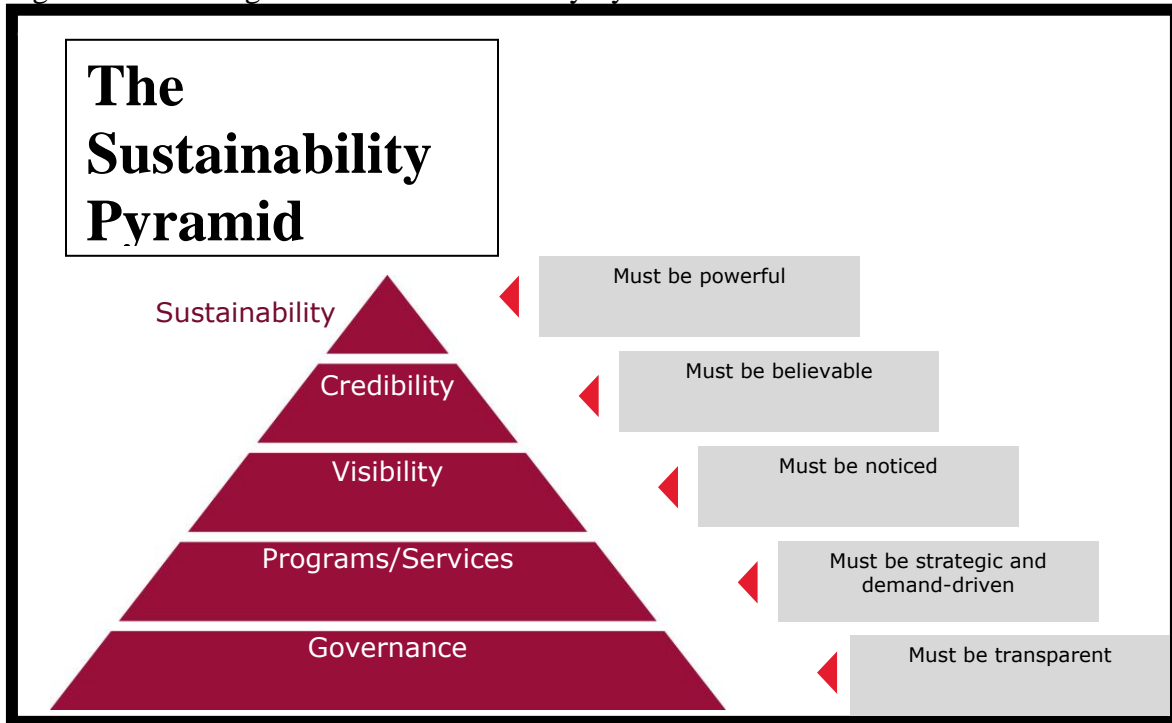 The
Sustainability
Pyramid
Must be powerful
Sustainability
Must be believable
Credibility
Must be noticed
Visibility
Must be strategic and
demand-driven
Programs/Services
Must be transparent
Governance